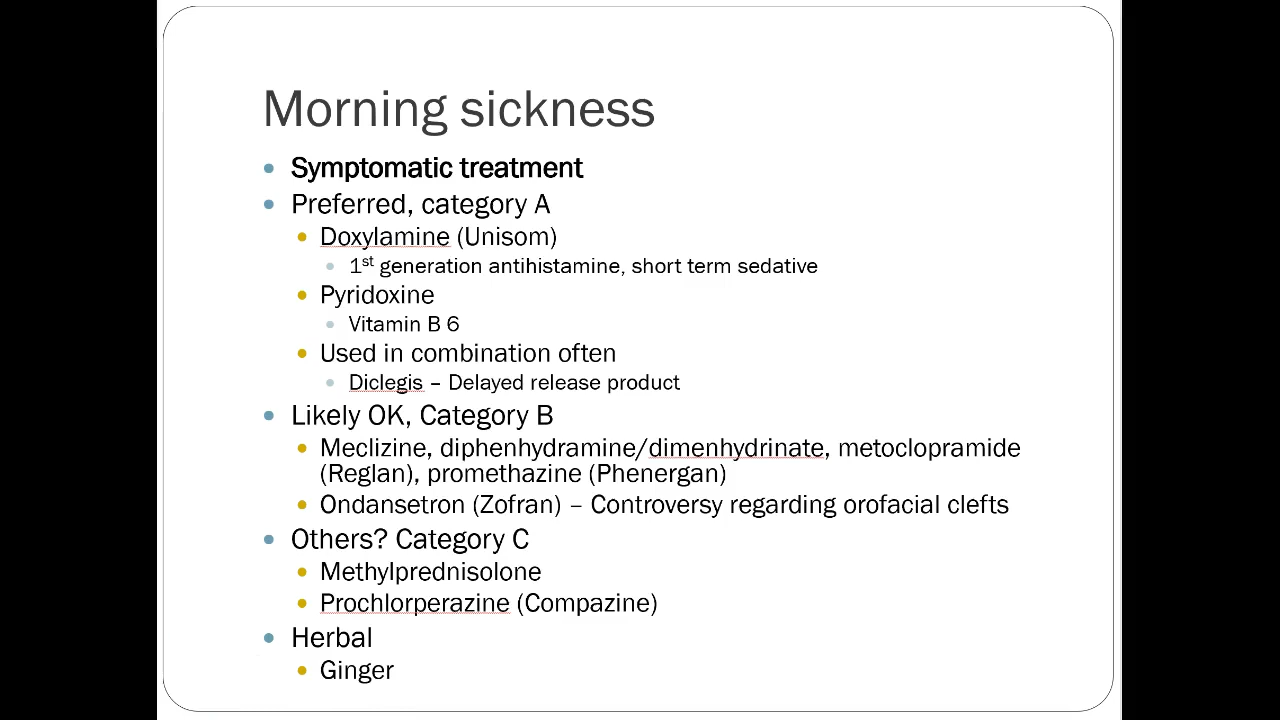 Morning sickness
Symptomatic treatment
Preferred, category A
Doxylamine (Unisom)
1st generation antihistamine, short term sedative
Pyridoxine
Vitamin B 6
Used in combination often
Diclegis – Delayed release product
Likely OK, Category B
Meclizine, diphenhydramine/dimenhydrinate, metoclopramide
(Reglan), promethazine (Phenergan)
Ondansetron (Zofran) – Controversy regarding orofacial clefts
Others? Category C
Methylprednisolone
Prochlorperazine (Compazine)
Herbal
Ginger